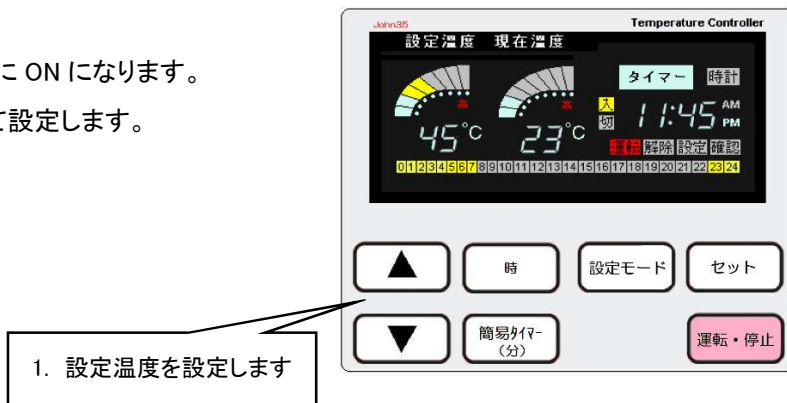 に ON になります。
て設定します。
John35
Temperature Controller
設定温度 現在温度
タイマー 時計
高 高
入
切
11:45 AM PM
45℃ 23℃
運転 解除 設定 確認
0 1 2 3 4 5 6 7 8 9 10 11 12 13 14 15 16 17 18 19 20 21 22 23 24
▲ 時 設定モード セット
▼ 簡易ﾀｲﾏｰ
(分)
運転・停止
1. 設定温度を設定します